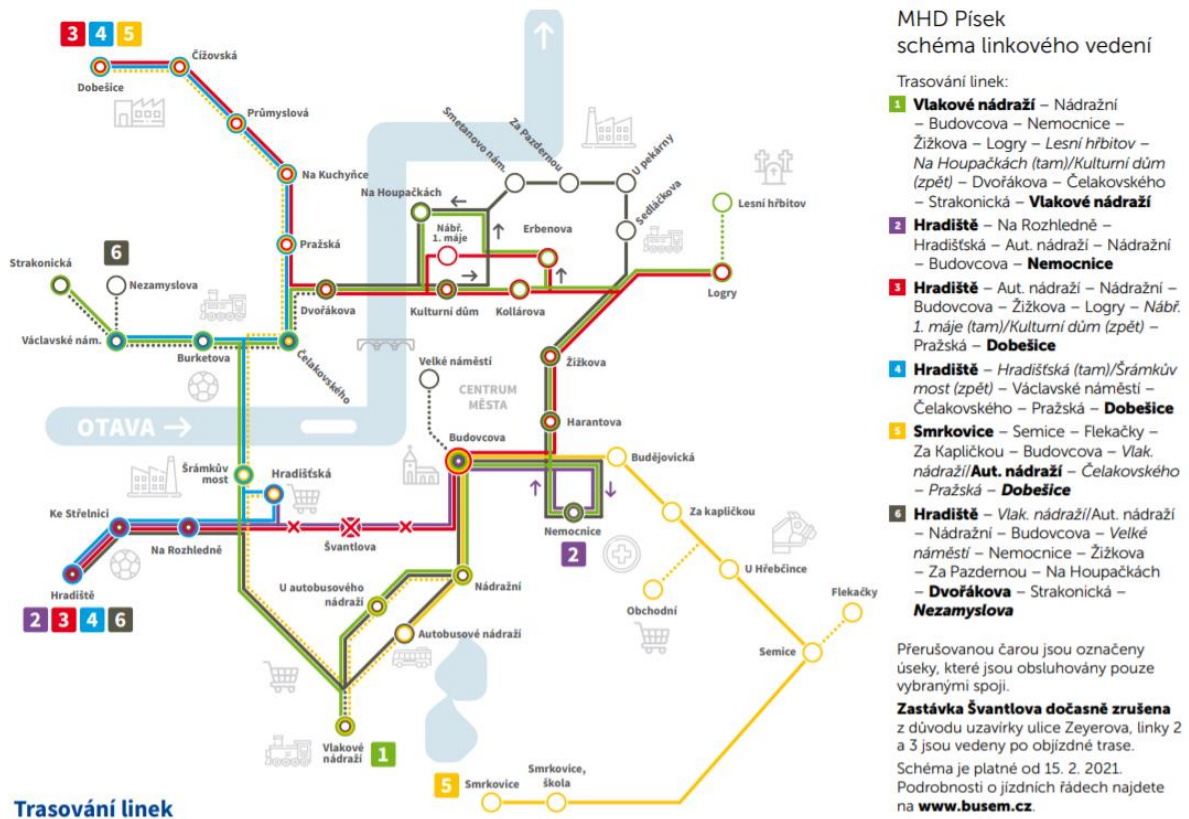 3 4 5
Dobešice
Čížovská
Průmyslová
Na Kuchyňce
Pražská
6
Strakonická
Nezamyslova
Václavské nám.
Burketova
Čelakovského
Dvořákova
Na Houpačkách
Nábř.
1. máje
Kulturní dům
Kollárova
Erbenova
Smetanovo nám.
Za Pazdernou
U pekárny
Sedláčkova
Lesní hřbitov
Logry
Žižkova
Harantova
Velké náměstí
CENTRUM
MĚSTA
OTAVA →
Budovcova
Budějovická
Šrámkův
most
Hradišťská
Ke Střelnici
Na Rozhledně
Švantlova
Nemocnice
2
Za kapličkou
U Hřebčince
Hradiště
2 3 4 6
U autobusového
nádraží
Nádražní
Autobusové nádraží
Obchodní
Flekačky
Semice
Vlakové
nádraží
1
5
Smrkovice
Smrkovice,
škola
Trasování linek
MHD Písek
schéma linkového vedení
Trasování linek:
1 Vlakové nádraží – Nádražní
– Budovcova – Nemocnice –
Žižkova – Logry – Lesní hřbitov –
Na Houpačkách (tam)/Kulturní dům
(zpět) – Dvořákova – Čelakovského
– Strakonická – Vlakové nádraží
2 Hradiště – Na Rozhledně –
Hradišťská – Aut. nádraží – Nádražní
– Budovcova – Nemocnice
3 Hradiště – Aut. nádraží – Nádražní –
Budovcova – Žižkova – Logry – Nábř.
1. máje (tam)/Kulturní dům (zpět) –
Pražská – Dobešice
4 Hradiště – Hradišťská (tam)/Šrámkův
most (zpět) – Václavské náměstí –
Čelakovského – Pražská – Dobešice
5 Smrkovice – Semice – Flekačky –
Za Kapličkou – Budovcova – Vlak.
nádraží/Aut. nádraží – Čelakovského
– Pražská – Dobešice
6 Hradiště – Vlak. nádraží/Aut. nádraží
– Nádražní – Budovcova – Velké
náměstí – Nemocnice – Žižkova
– Za Pazdernou – Na Houpačkách
– Dvořákova – Strakonická –
Nezamyslova
Přerušovanou čarou jsou označeny
úseky, které jsou obsluhovány pouze
vybranými spoji.
Zastávka Švantlova dočasně zrušena
z důvodu uzavírky ulice Zeyerova, linky 2
a 3 jsou vedeny po objízdné trase.
Schéma je platné od 15. 2. 2021.
Podrobnosti o jízdních řádech najdete
na www.busem.cz.